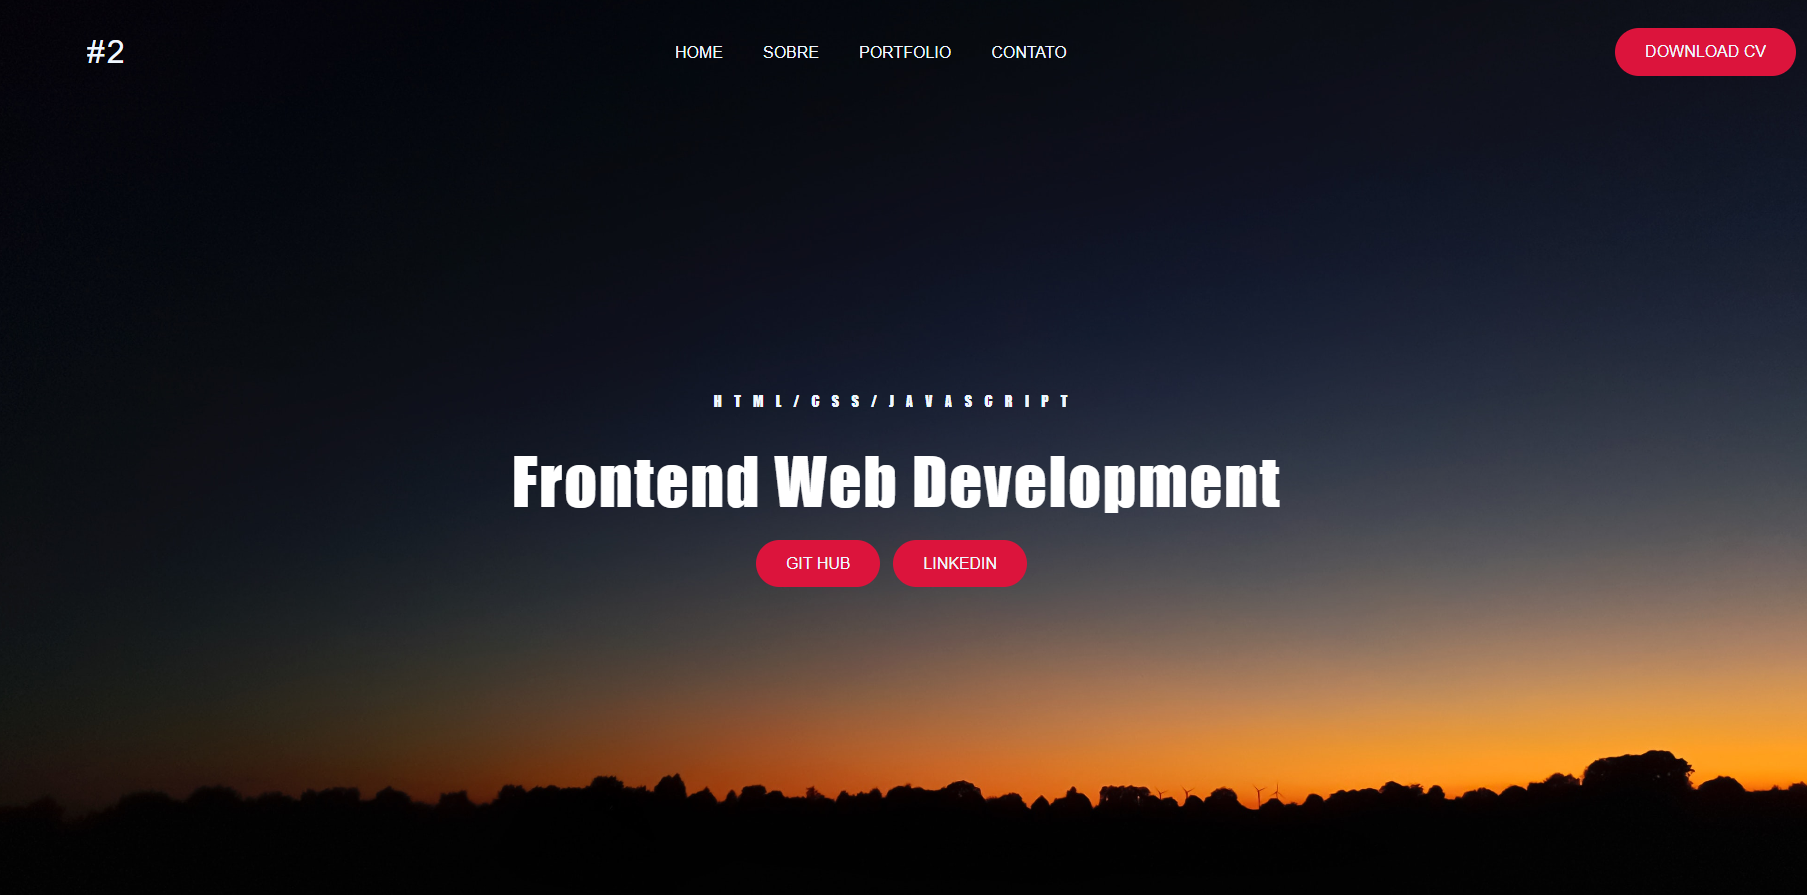 #2
HOME SOBRE PORTFOLIO CONTATO
DOWNLOAD CV
HTML/CSS/JAVASCRIPT
Frontend Web Development
GIT HUB LINKEDIN